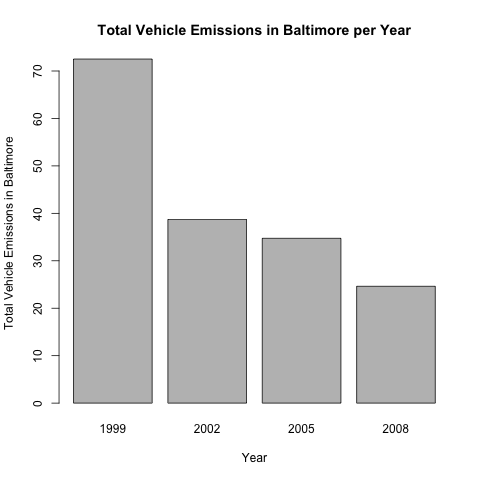 Total Vehicle Emissions in Baltimore per Year
Total Vehicle Emissions in Baltimore
70
60
50
40
30
20
10
0
1999 2002 2005 2008
Year